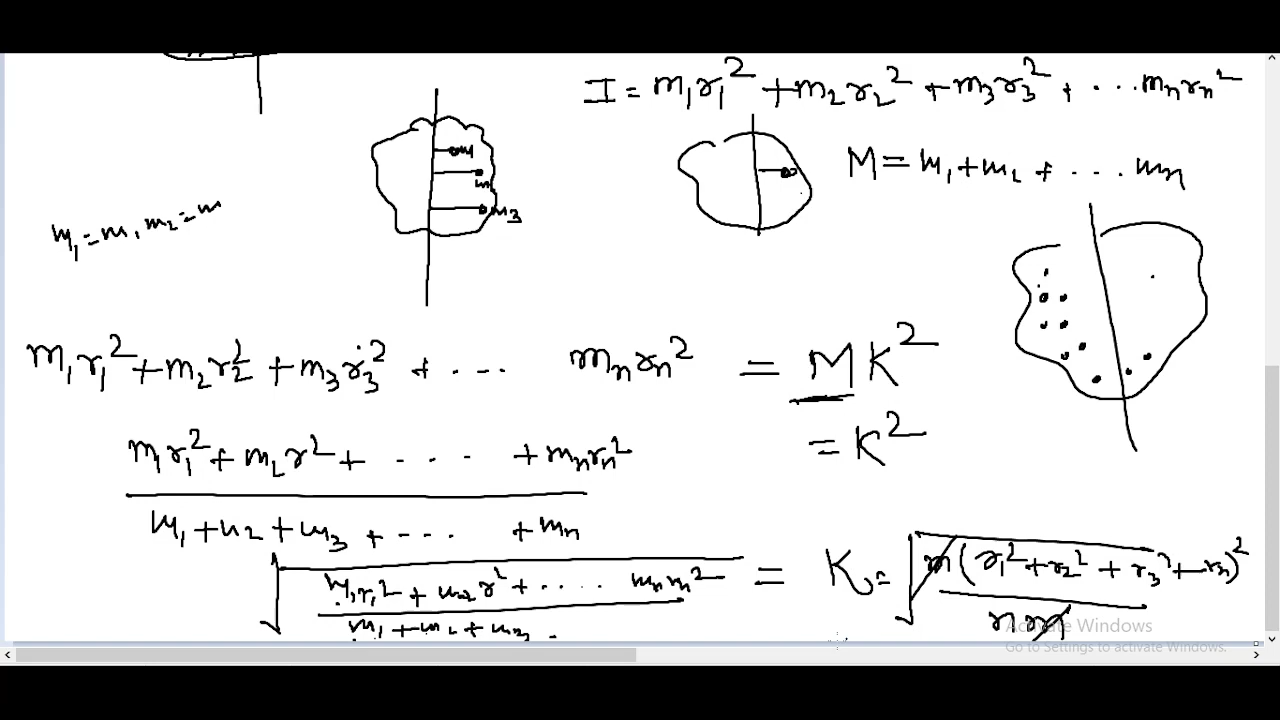 I = m₁r₁² + m₂r₂² + m₃r₃² + ... mₙrₙ²
M = m₁ + m₂ + ... mₙ
m₁
m
m₃
m₁ = m, m₂ = m
m₁r₁² + m₂r₂² + m₃r₃² + ... mₙrₙ² = MK²
= K²
m₁r₁² + m₂r² + .... + mₙrₙ²
m₁ + m₂ + m₃ + ... + mₙ
√ m₁r₁² + m₂r² + .... mₙrₙ² = K = √ m(r₁² + r₂² + r₃² + rₙ)²
m₁ + m₂ + m₃
nm
Activate Windows
Go to Settings to activate Windows.